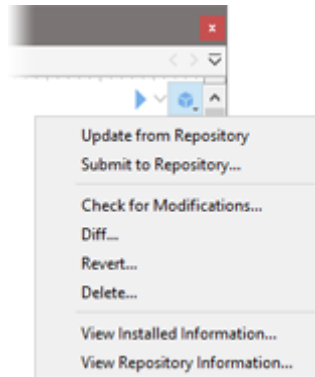 Update from Repository
Submit to Repository...
Check for Modifications...
Diff...
Revert...
Delete...
View Installed Information...
View Repository Information...